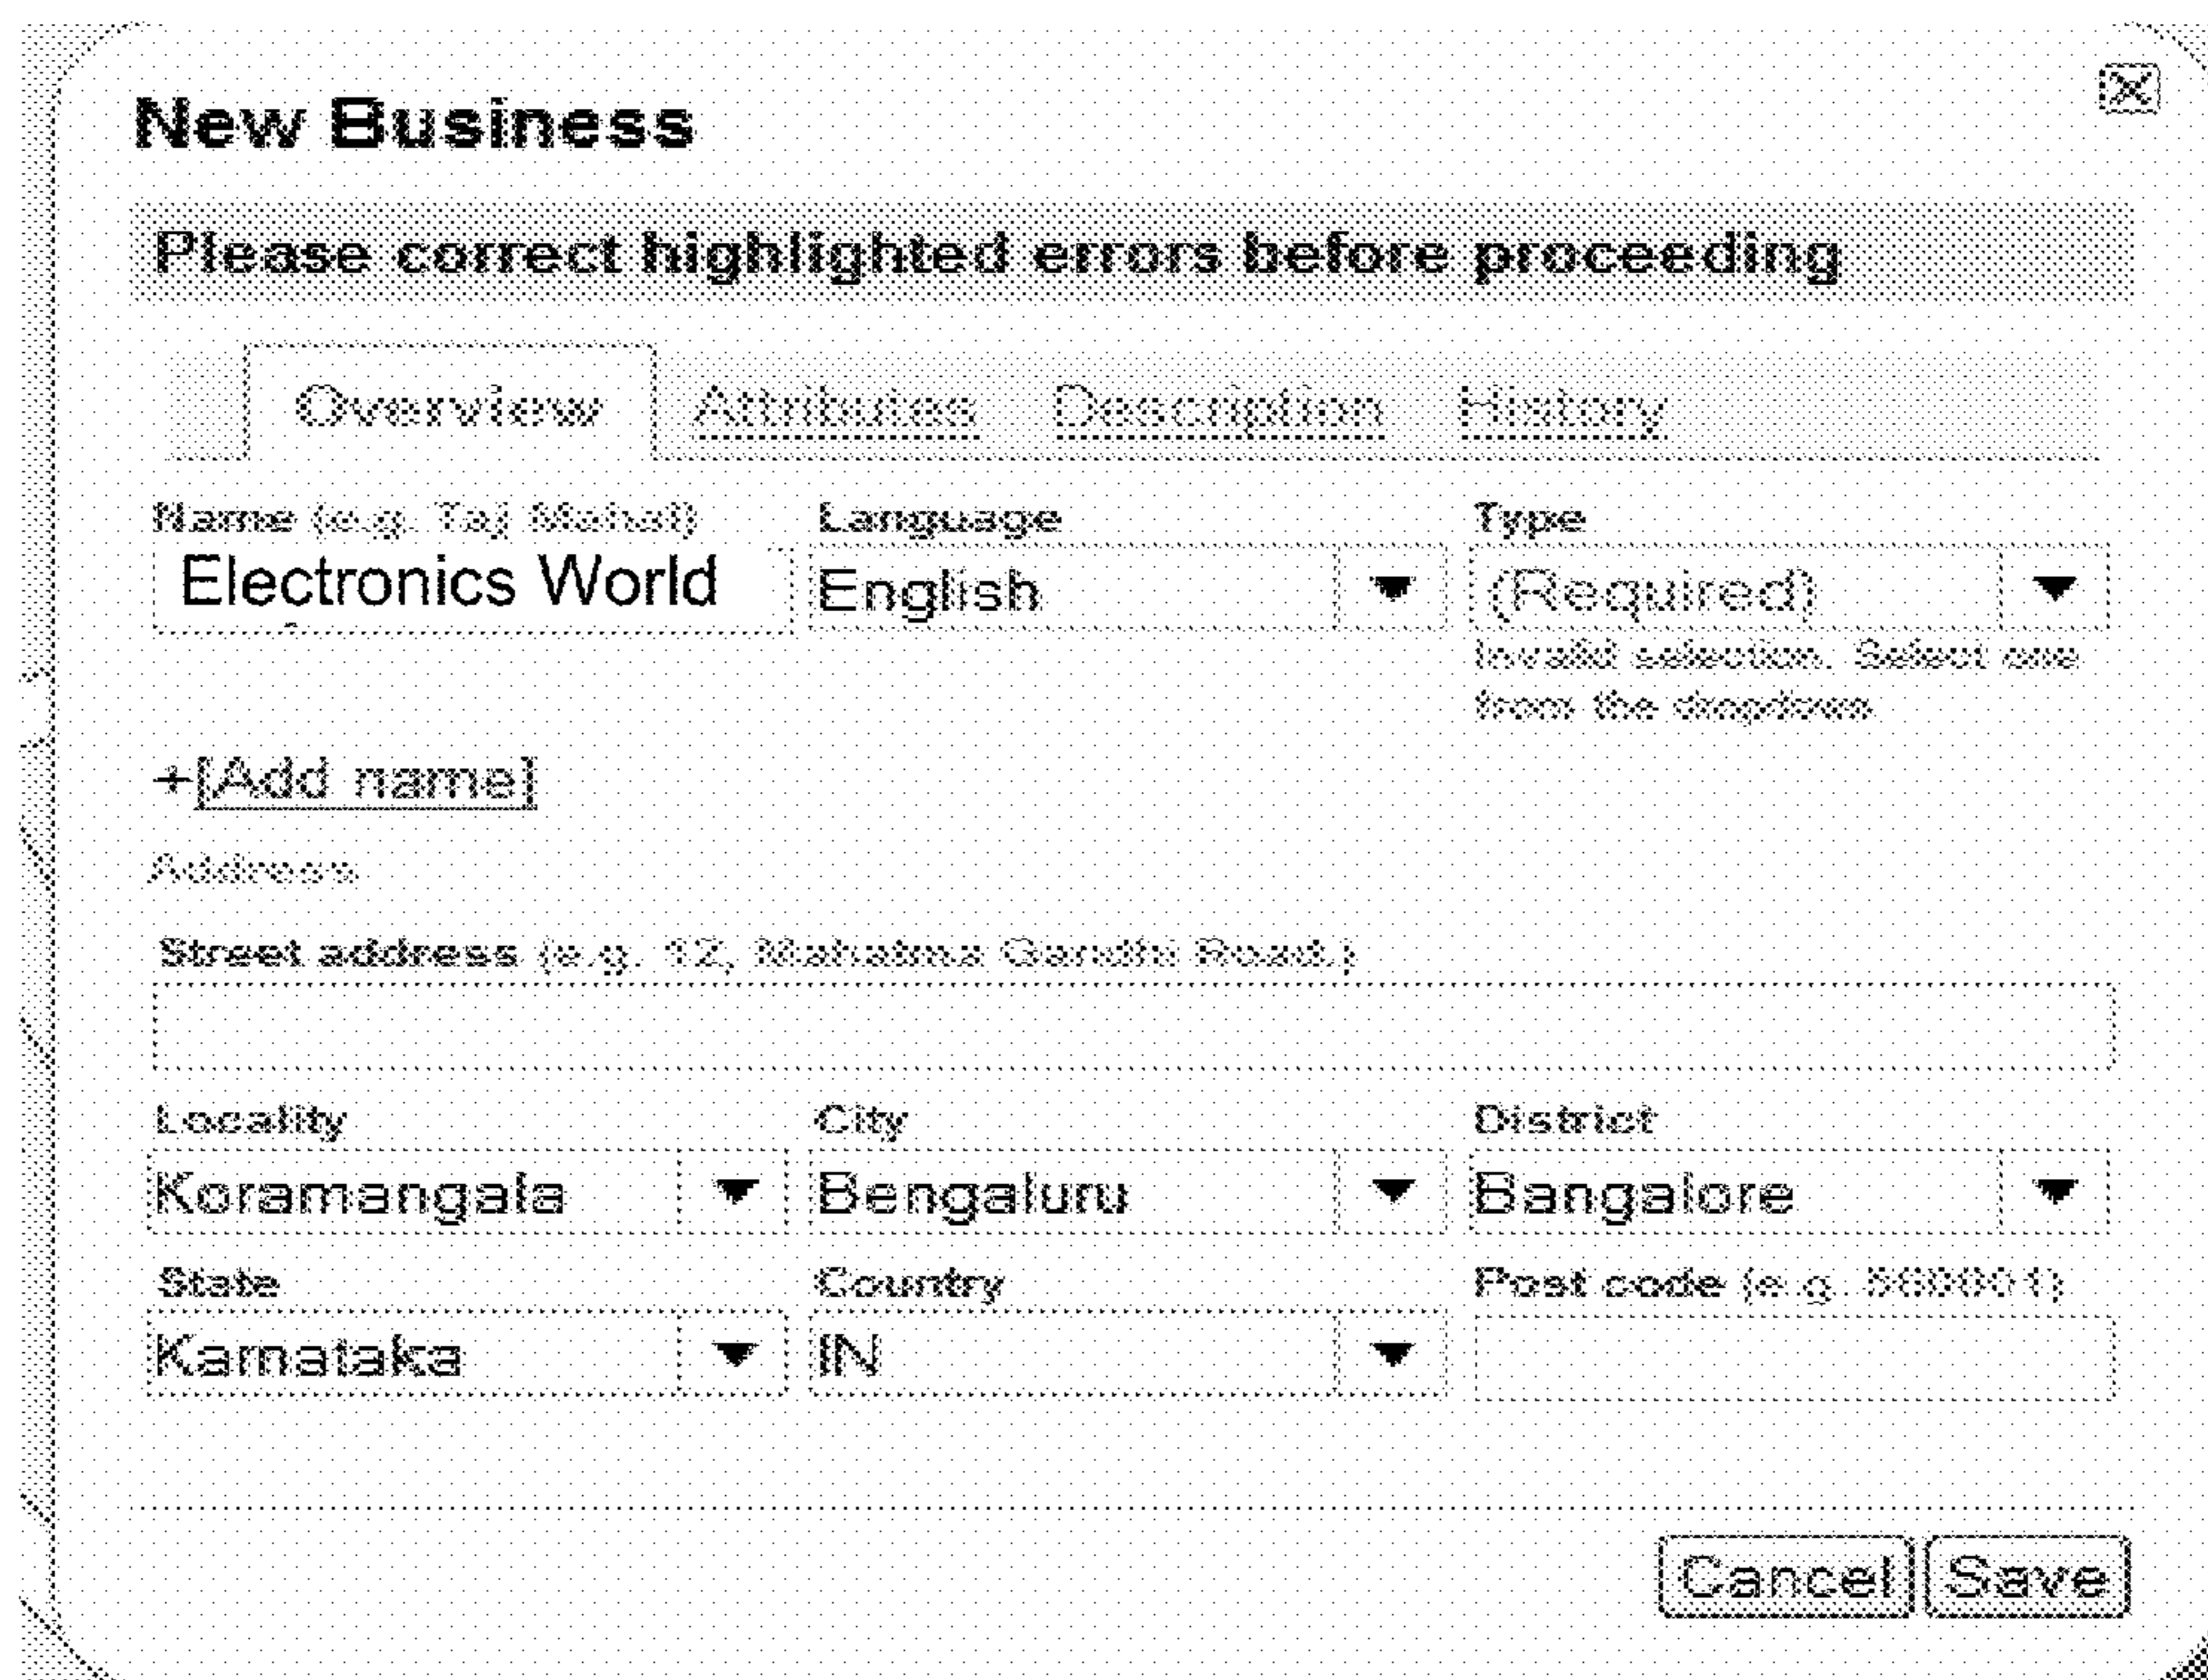 New Business
Please correct highlighted errors before proceeding
Overview Attributes Description History
Name (e.g. Taj Mahal) Language Type
Electronics World English (Required)
Invalid selection. Select one
from the dropdown
+[Add name]
Address
Street address (e.g. 12, Mahatma Gandhi Road.)
Locality City District
Koramangala Bengaluru Bangalore
State Country Post code (e.g. 560001)
Karnataka IN
Cancel Save